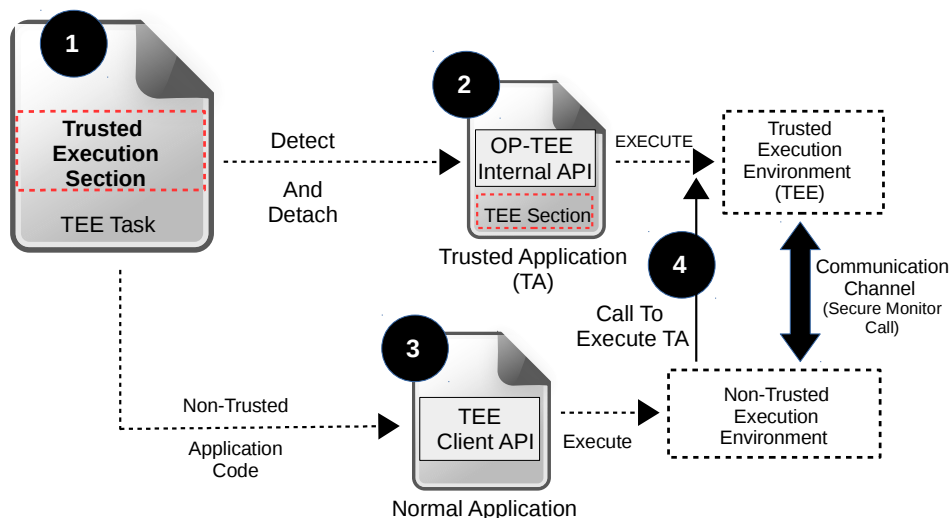 1
Trusted
Execution
Section
TEE Task
Detect
And
Detach
2
OP-TEE
Internal API
TEE Section
Trusted Application
(TA)
EXECUTE
Trusted
Execution
Environment
(TEE)
4
Call To
Execute TA
Communication
Channel
(Secure Monitor
Call)
Non-Trusted
Application
Code
3
TEE
Client API
Normal Application
Execute
Non-Trusted
Execution
Environment